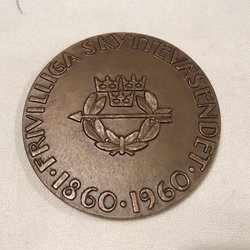 FRIVILLIGA SKYTTEVÄSENDET
· 1860 · 1960 ·